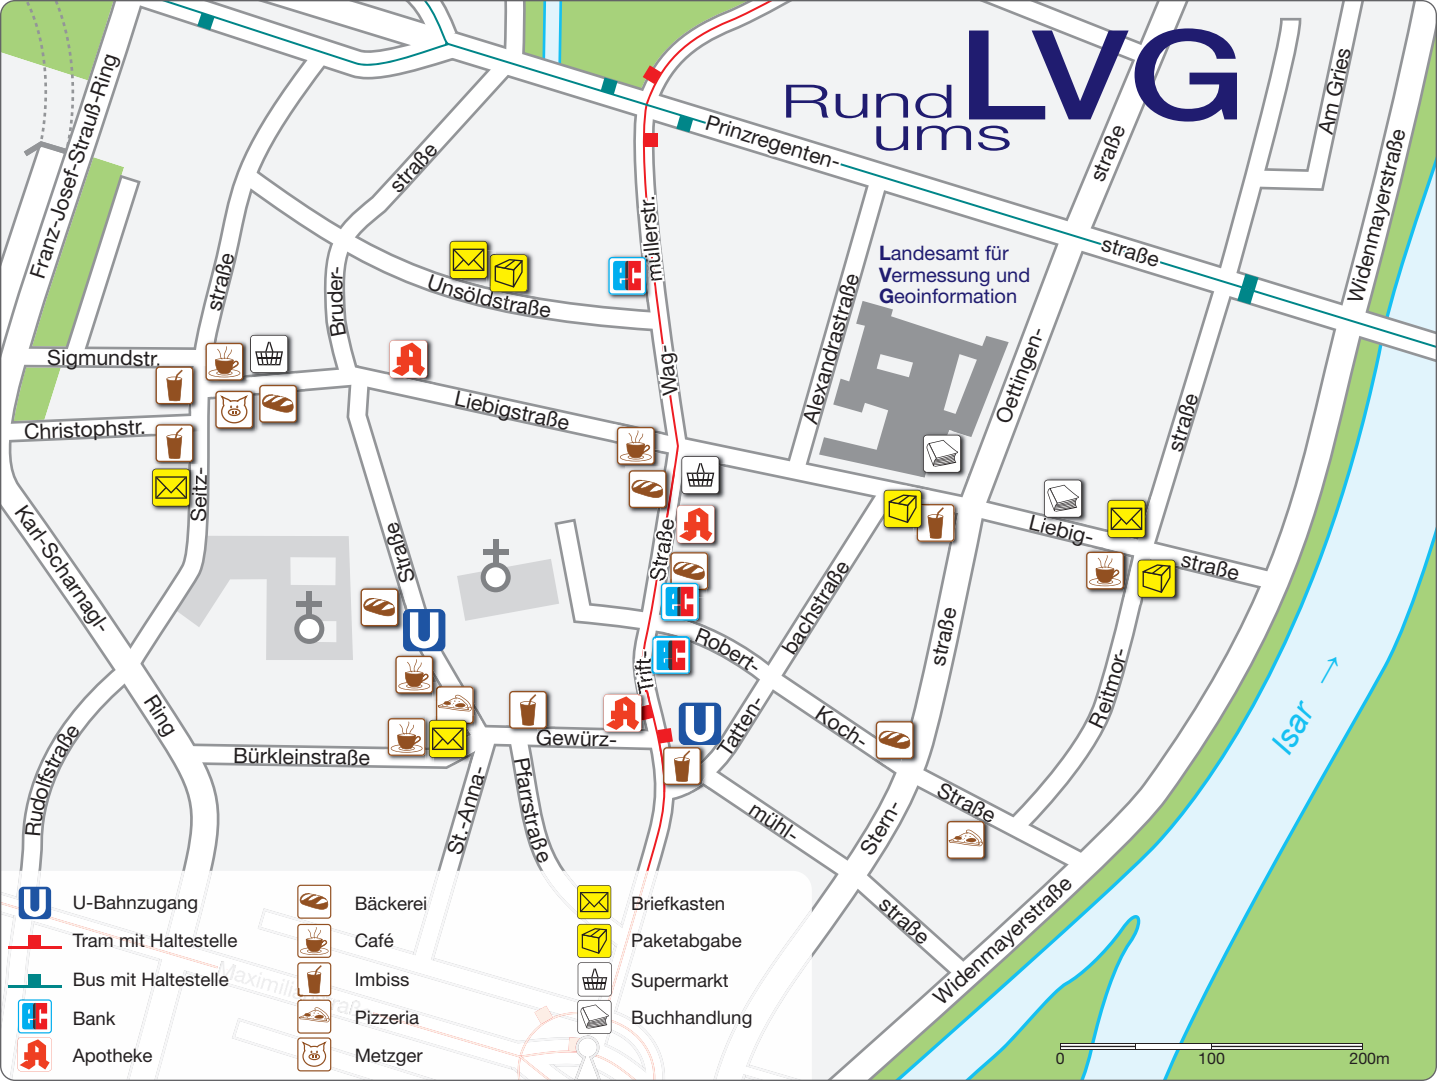 Rund
ums
LVG
Franz-Josef-Strauß-Ring
straße
Prinzregenten-
straße
Am Gries
Widenmayerstraße
straße
müllerstr.
straße
Bruder-
Unsöldstraße
Landesamt für
Vermessung und
Geoinformation
Alexandrastraße
Oettingen-
Sigmundstr.
Wag-
Liebigstraße
Christophstr.
straße
Seitz-
Karl-Scharnagl-
Straße
Straße
Liebig-
straße
bachstraße
straße
Robert-
Trift-
Reitmor-
Ring
Tatten-
Koch-
Isar →
Rudolfstraße
Bürkleinstraße
Gewürz-
St.-Anna-
Pfarrstraße
mühl-
Stern-
Straße
straße
Widenmayerstraße
U-Bahnzugang
Tram mit Haltestelle
Bus mit Haltestelle
Bank
Apotheke
Bäckerei
Café
Imbiss
Pizzeria
Metzger
Briefkasten
Paketabgabe
Supermarkt
Buchhandlung
0 100 200m